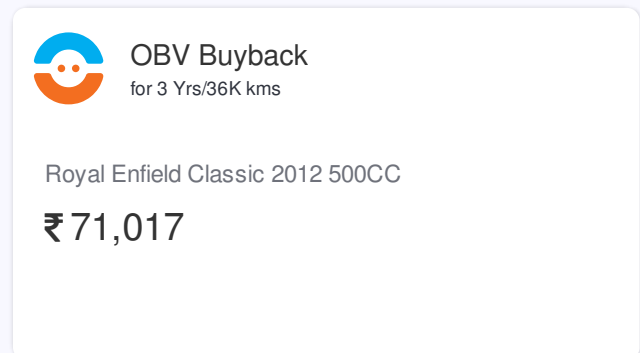 OBV Buyback
for 3 Yrs/36K kms
Royal Enfield Classic 2012 500CC
₹ 71,017